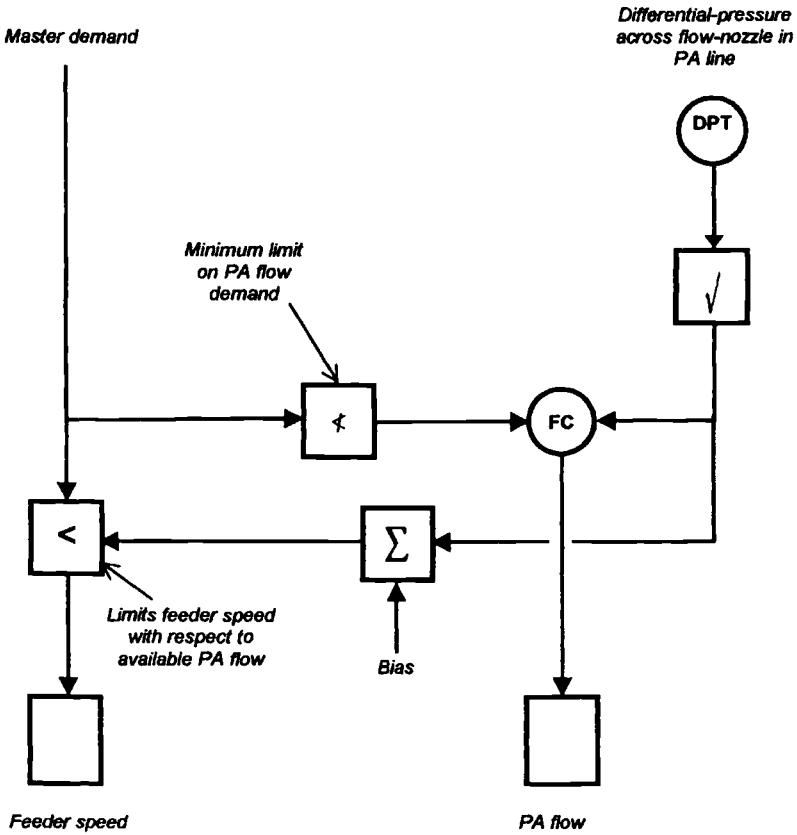 Master demand
Differential-pressure
across flow-nozzle in
PA line
DPT
√
Minimum limit
on PA flow
demand
≮
FC
<
Σ
Limits feeder speed
with respect to
available PA flow
Bias
Feeder speed
PA flow